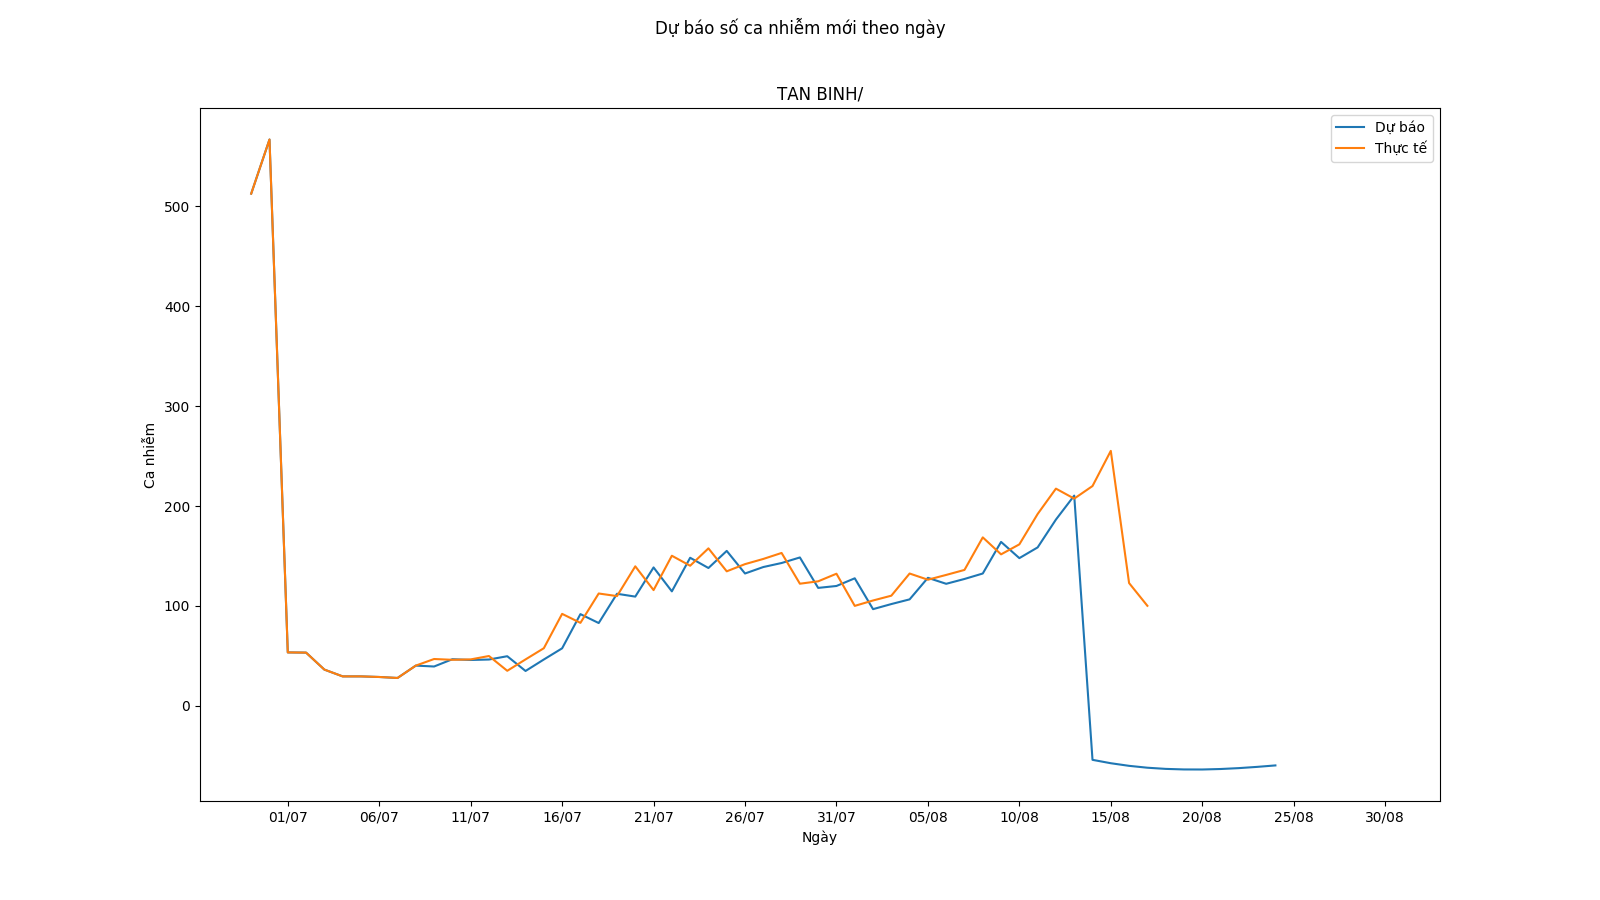 Dự báo số ca nhiễm mới theo ngày
TAN BINH/
Dự báo
Thực tế
Ca nhiễm
500
400
300
200
100
0
01/07 06/07 11/07 16/07 21/07 26/07 31/07 05/08 10/08 15/08 20/08 25/08 30/08
Ngày